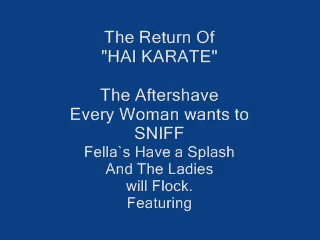 The Return Of
"HAI KARATE"
The Aftershave
Every Woman wants to
SNIFF
Fella`s Have a Splash
And The Ladies
will Flock.
Featuring